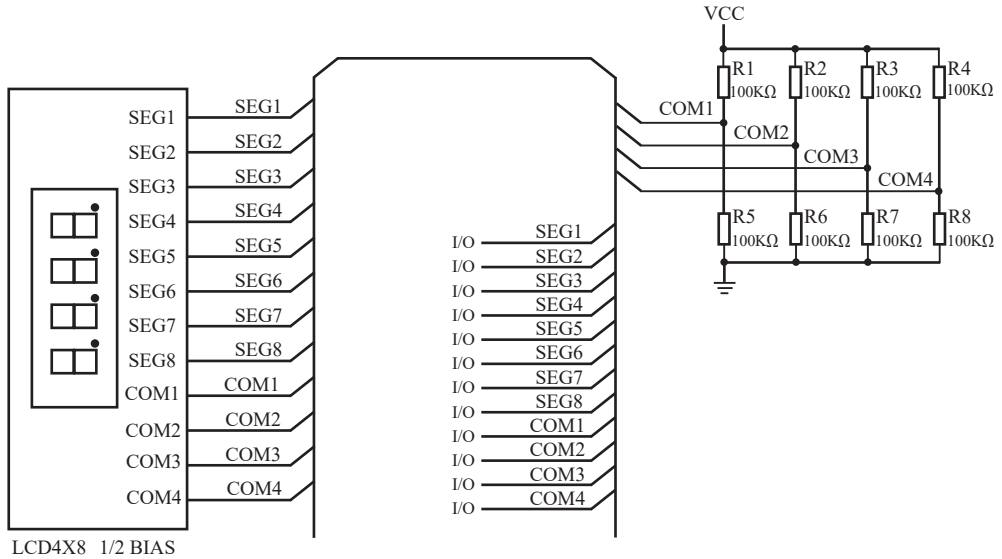 VCC
R1
100KΩ
R2
100KΩ
R3
100KΩ
R4
100KΩ
COM1
COM2
COM3
COM4
R5
100KΩ
R6
100KΩ
R7
100KΩ
R8
100KΩ
SEG1 SEG1
SEG2 SEG2
SEG3 SEG3
SEG4 SEG4
SEG5 SEG5
SEG6 SEG6
SEG7 SEG7
SEG8 SEG8
COM1 COM1
COM2 COM2
COM3 COM3
COM4 COM4
I/O SEG1
I/O SEG2
I/O SEG3
I/O SEG4
I/O SEG5
I/O SEG6
I/O SEG7
I/O SEG8
I/O COM1
I/O COM2
I/O COM3
I/O COM4
LCD4X8 1/2 BIAS